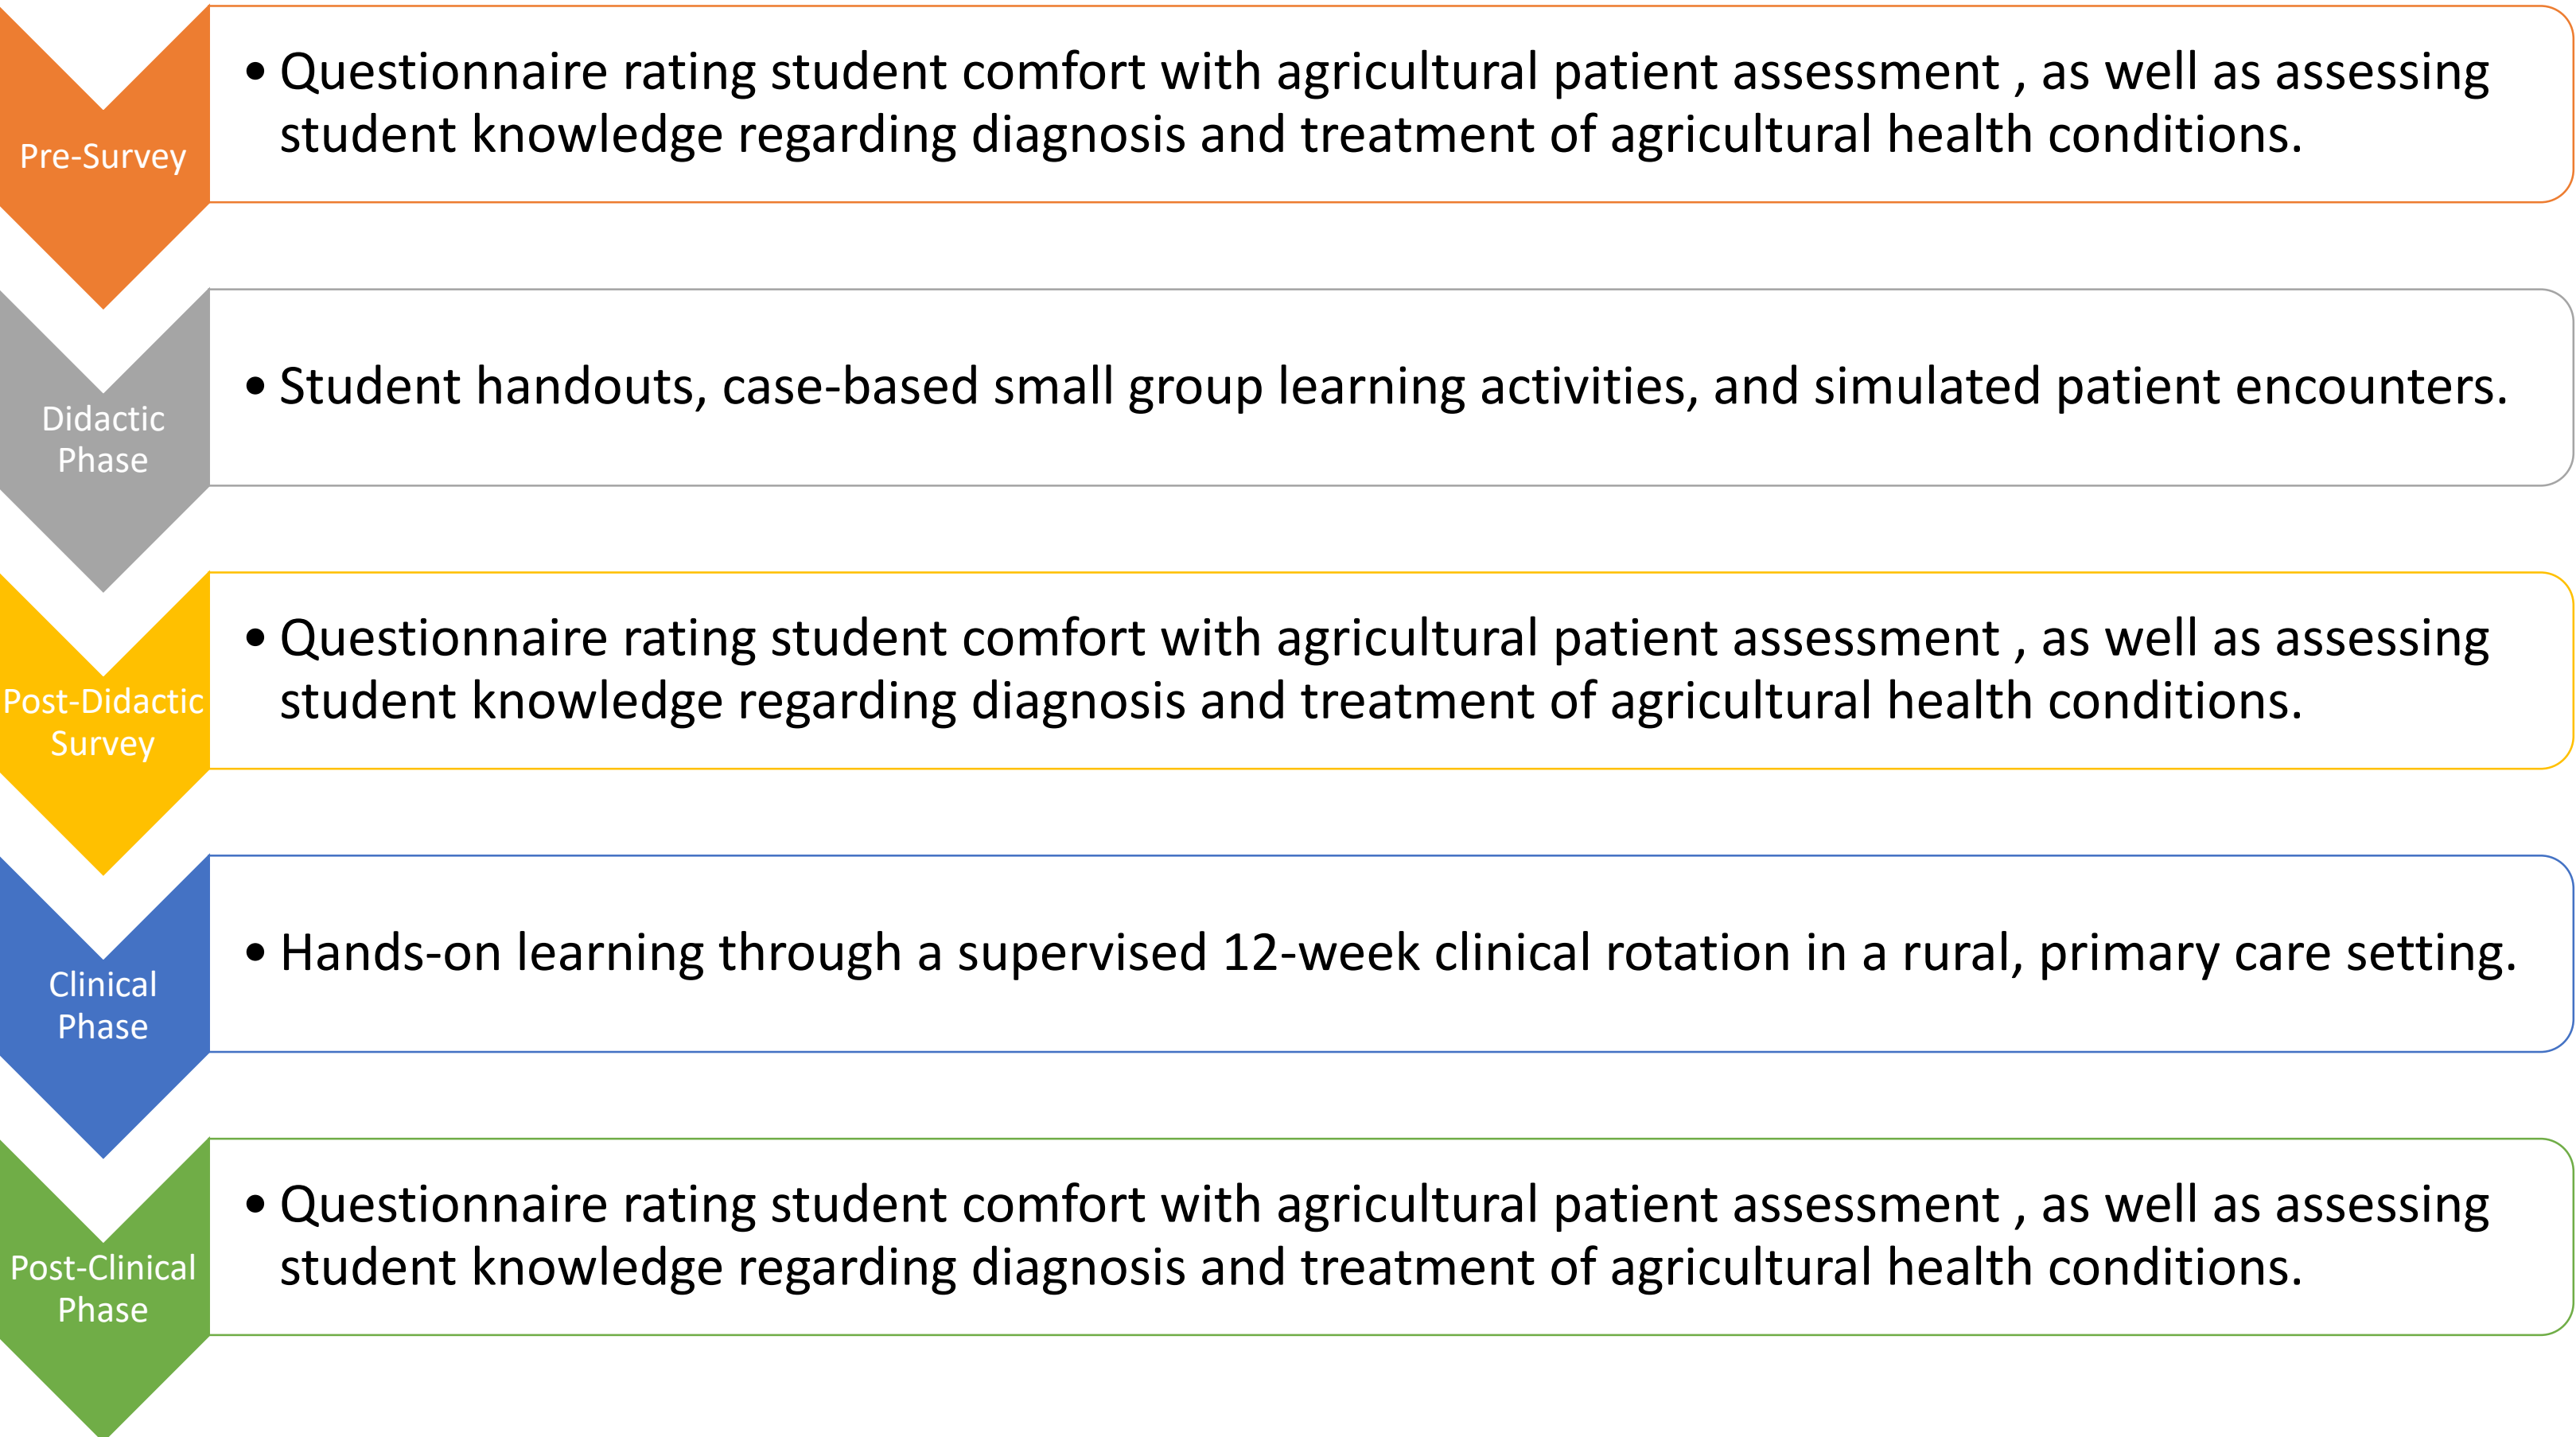 Pre-Survey
• Questionnaire rating student comfort with agricultural patient assessment , as well as assessing
student knowledge regarding diagnosis and treatment of agricultural health conditions.
Didactic
Phase
• Student handouts, case-based small group learning activities, and simulated patient encounters.
Post-Didactic
Survey
• Questionnaire rating student comfort with agricultural patient assessment , as well as assessing
student knowledge regarding diagnosis and treatment of agricultural health conditions.
Clinical
Phase
• Hands-on learning through a supervised 12-week clinical rotation in a rural, primary care setting.
Post-Clinical
Phase
• Questionnaire rating student comfort with agricultural patient assessment , as well as assessing
student knowledge regarding diagnosis and treatment of agricultural health conditions.